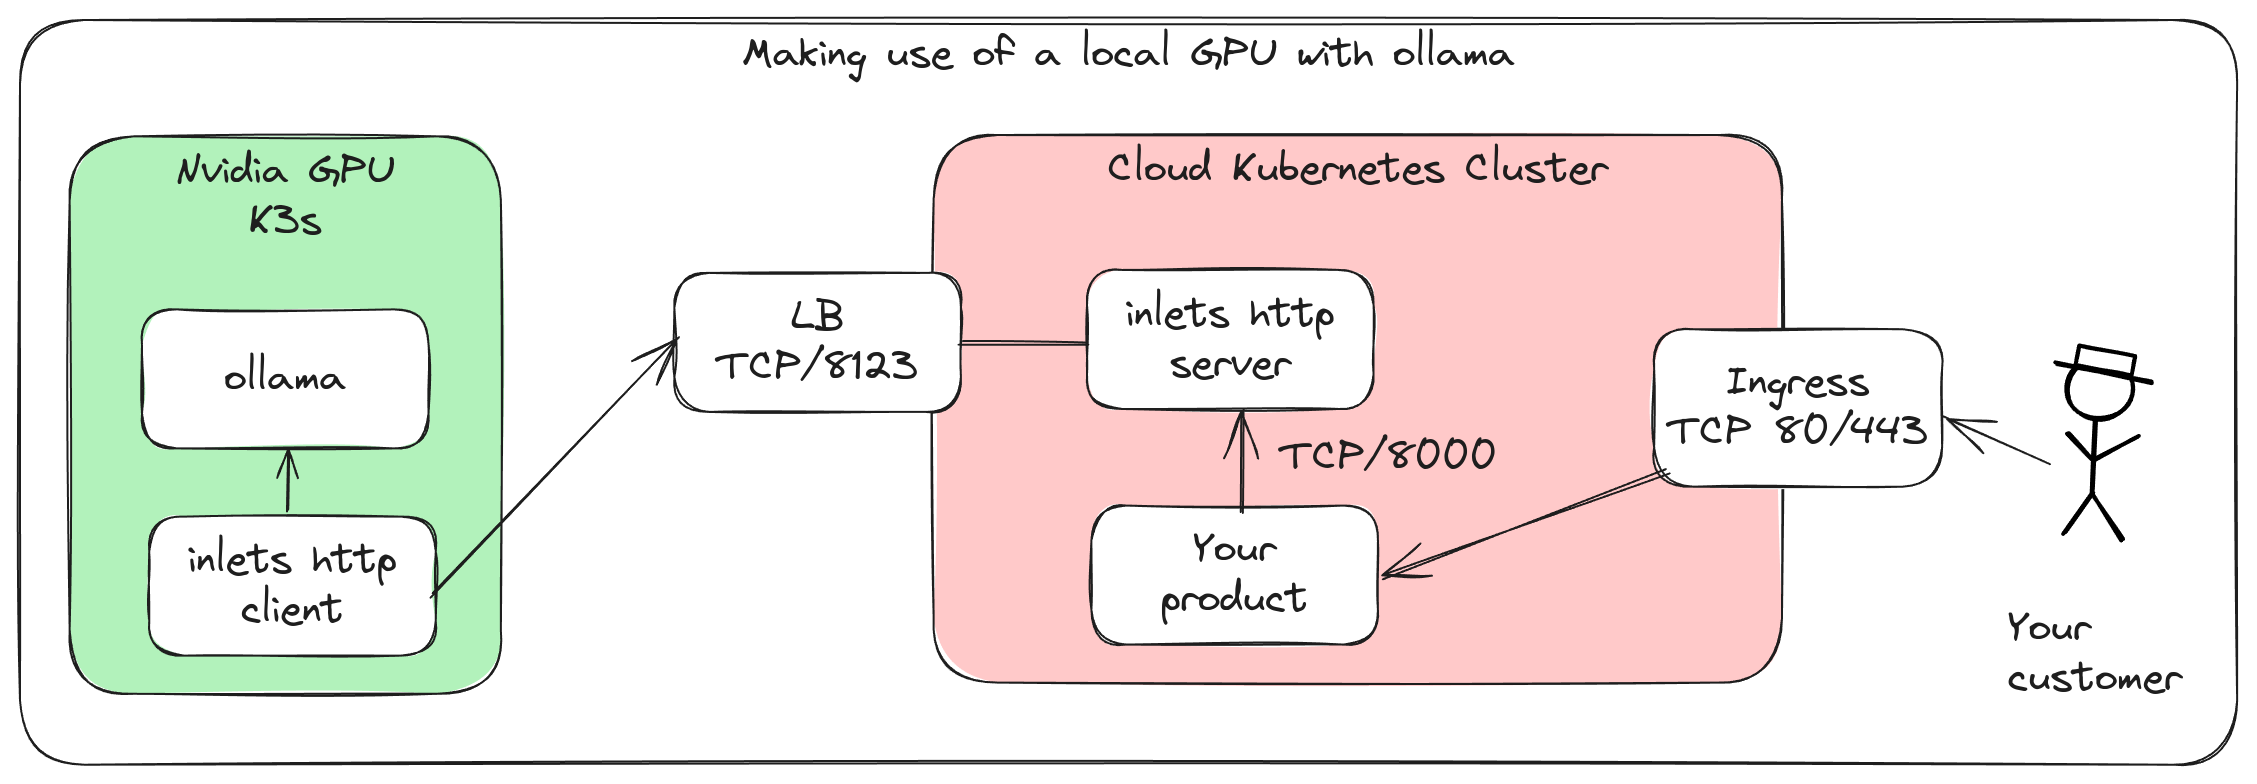 Making use of a local GPU with ollama
Nvidia GPU
K3s
ollama
inlets http
client
LB
TCP/8123
Cloud Kubernetes Cluster
inlets http
server
TCP/8000
Your
product
Ingress
TCP 80/443
Your
customer